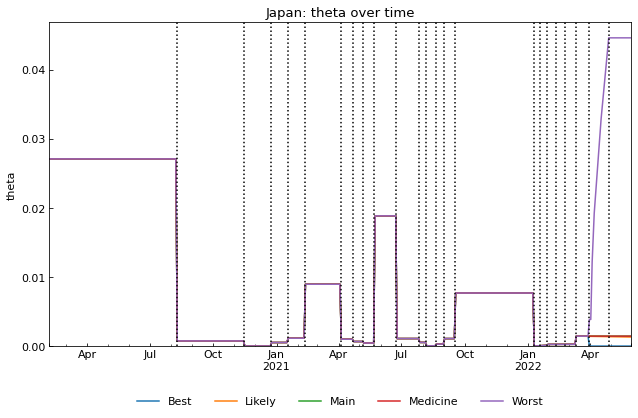 Japan: theta over time
0.04
0.03
0.02
0.01
0.00
theta
Apr Jul Oct Jan Apr Jul Oct Jan Apr
2021 2022
Best Likely Main Medicine Worst